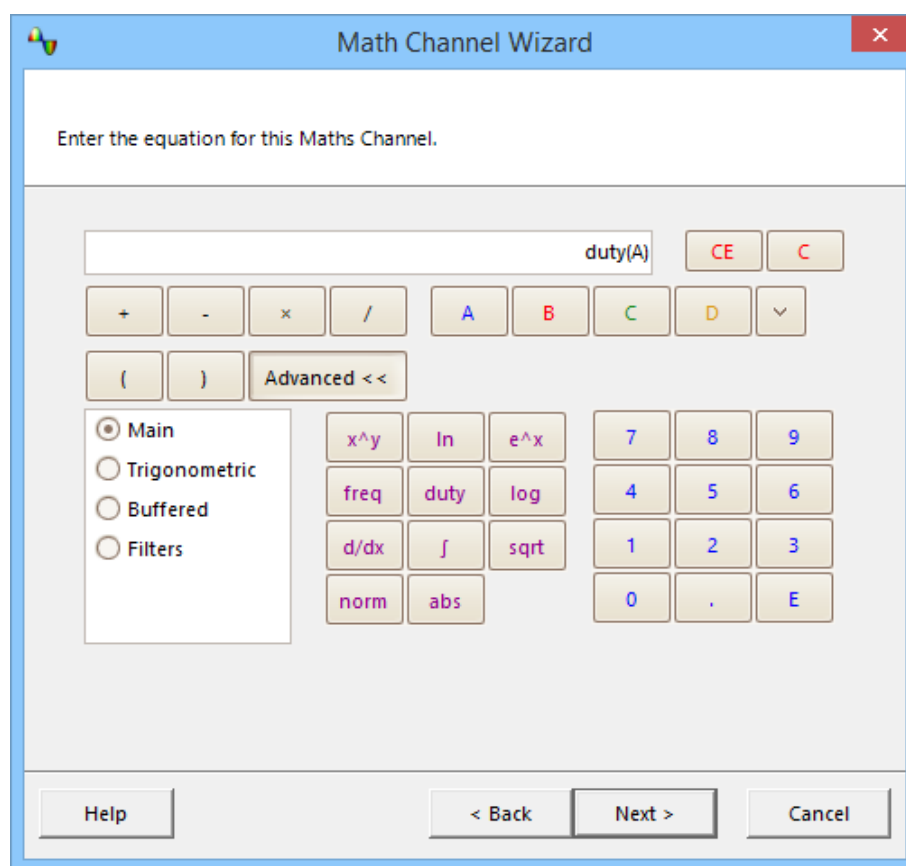 Math Channel Wizard
Enter the equation for this Maths Channel.
duty(A) CE C
+ - × / A B C D
( ) Advanced <<
Main
Trigonometric
Buffered
Filters
x^y ln e^x
freq duty log
d/dx ∫ sqrt
norm abs
7 8 9
4 5 6
1 2 3
0 . E
Help < Back Next > Cancel